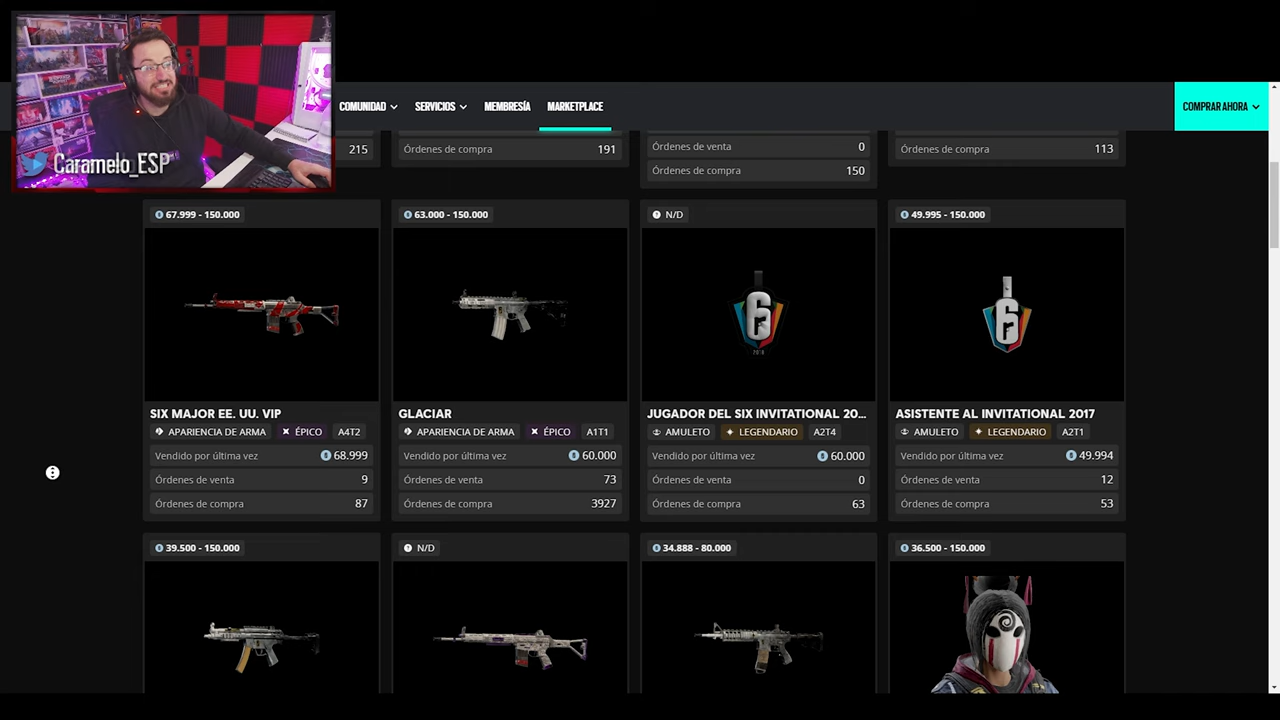 COMUNIDAD
SERVICIOS
MEMBRESÍA
MARKETPLACE
COMPRAR AHORA
Caramelo_ESP
215
Órdenes de compra 191
Órdenes de venta 0
Órdenes de compra 150
Órdenes de compra 113
67.999 - 150.000
SIX MAJOR EE. UU. VIP
APARIENCIA DE ARMA ÉPICO A4T2
Vendido por última vez 68.999
Órdenes de venta 9
Órdenes de compra 87
63.000 - 150.000
GLACIAR
APARIENCIA DE ARMA ÉPICO A1T1
Vendido por última vez 60.000
Órdenes de venta 73
Órdenes de compra 3927
N/D
6
JUGADOR DEL SIX INVITATIONAL 20...
AMULETO LEGENDARIO A2T4
Vendido por última vez 60.000
Órdenes de venta 0
Órdenes de compra 63
49.995 - 150.000
6
ASISTENTE AL INVITATIONAL 2017
AMULETO LEGENDARIO A2T1
Vendido por última vez 49.994
Órdenes de venta 12
Órdenes de compra 53
39.500 - 150.000
N/D
34.888 - 80.000
36.500 - 150.000